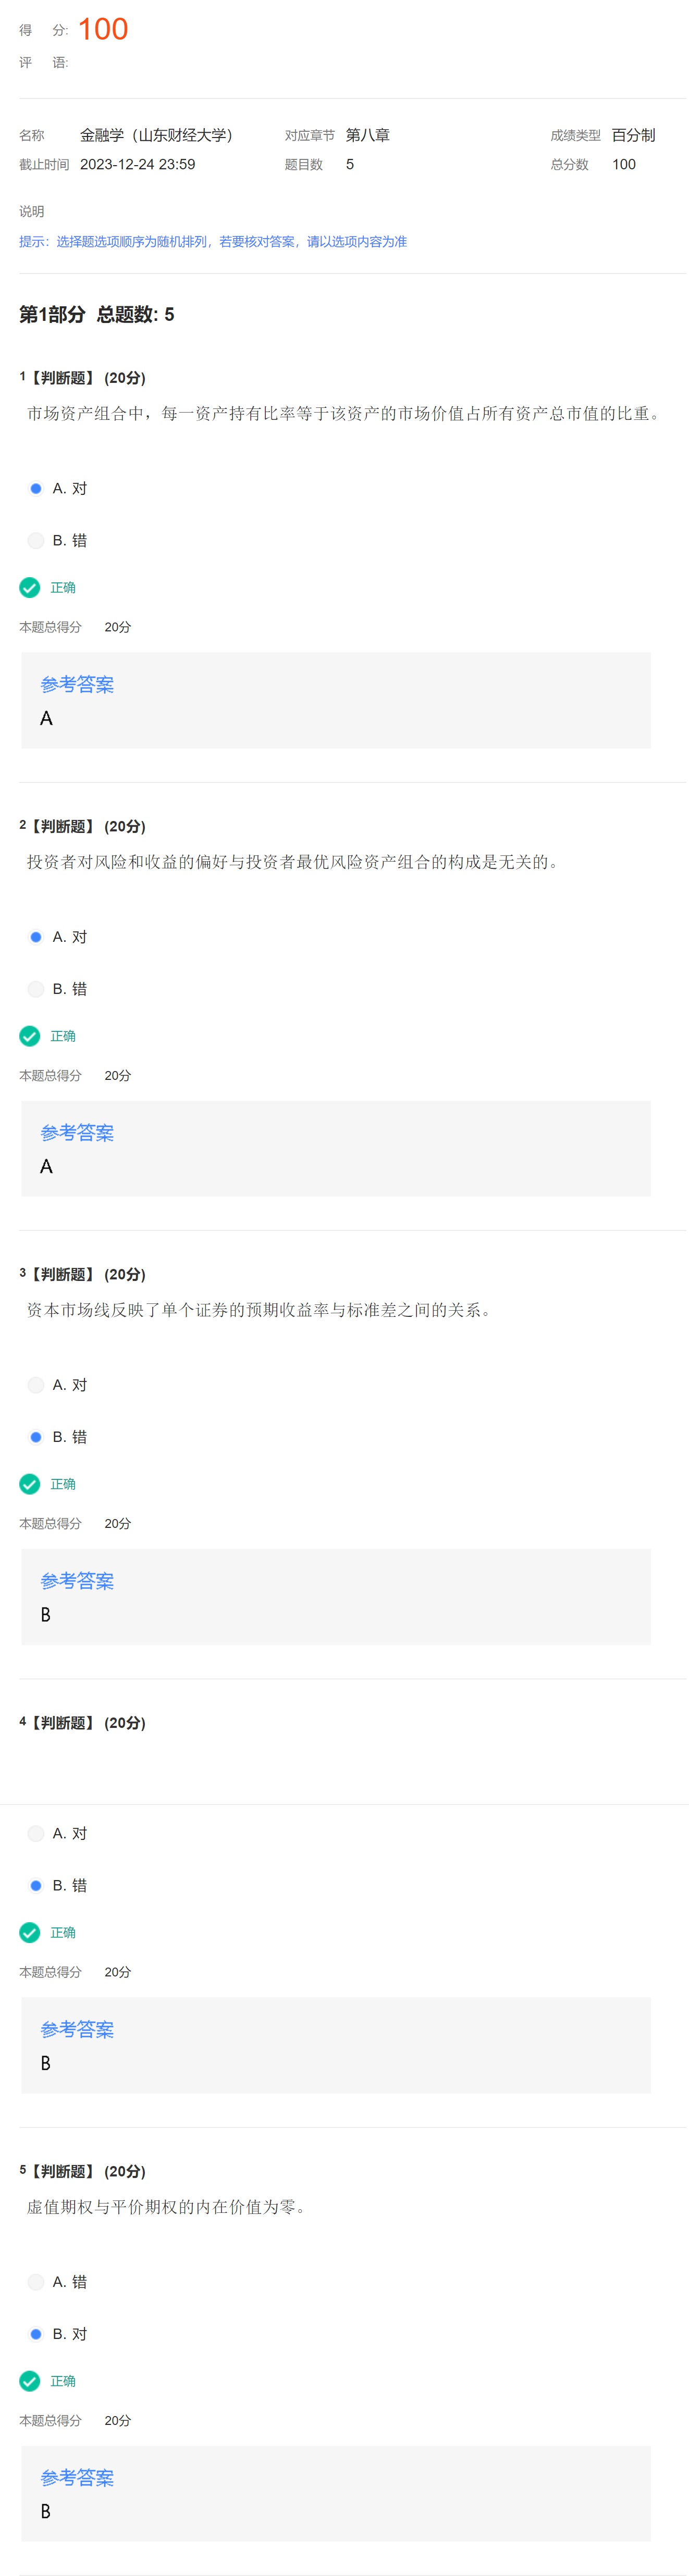 得 分: 100
评 语:
名称 金融学（山东财经大学） 对应章节 第八章 成绩类型 百分制
截止时间 2023-12-24 23:59 题目数 5 总分数 100
说明
提示：选择题选项顺序为随机排列，若要核对答案，请以选项内容为准
第1部分 总题数: 5
1【判断题】 (20分)
市场资产组合中，每一资产持有比率等于该资产的市场价值占所有资产总市值的比重。
A. 对
B. 错
正确
本题总得分 20分
参考答案
A
2【判断题】 (20分)
投资者对风险和收益的偏好与投资者最优风险资产组合的构成是无关的。
A. 对
B. 错
正确
本题总得分 20分
参考答案
A
3【判断题】 (20分)
资本市场线反映了单个证券的预期收益率与标准差之间的关系。
A. 对
B. 错
正确
本题总得分 20分
参考答案
B
4【判断题】 (20分)
A. 对
B. 错
正确
本题总得分 20分
参考答案
B
5【判断题】 (20分)
虚值期权与平价期权的内在价值为零。
A. 错
B. 对
正确
本题总得分 20分
参考答案
B